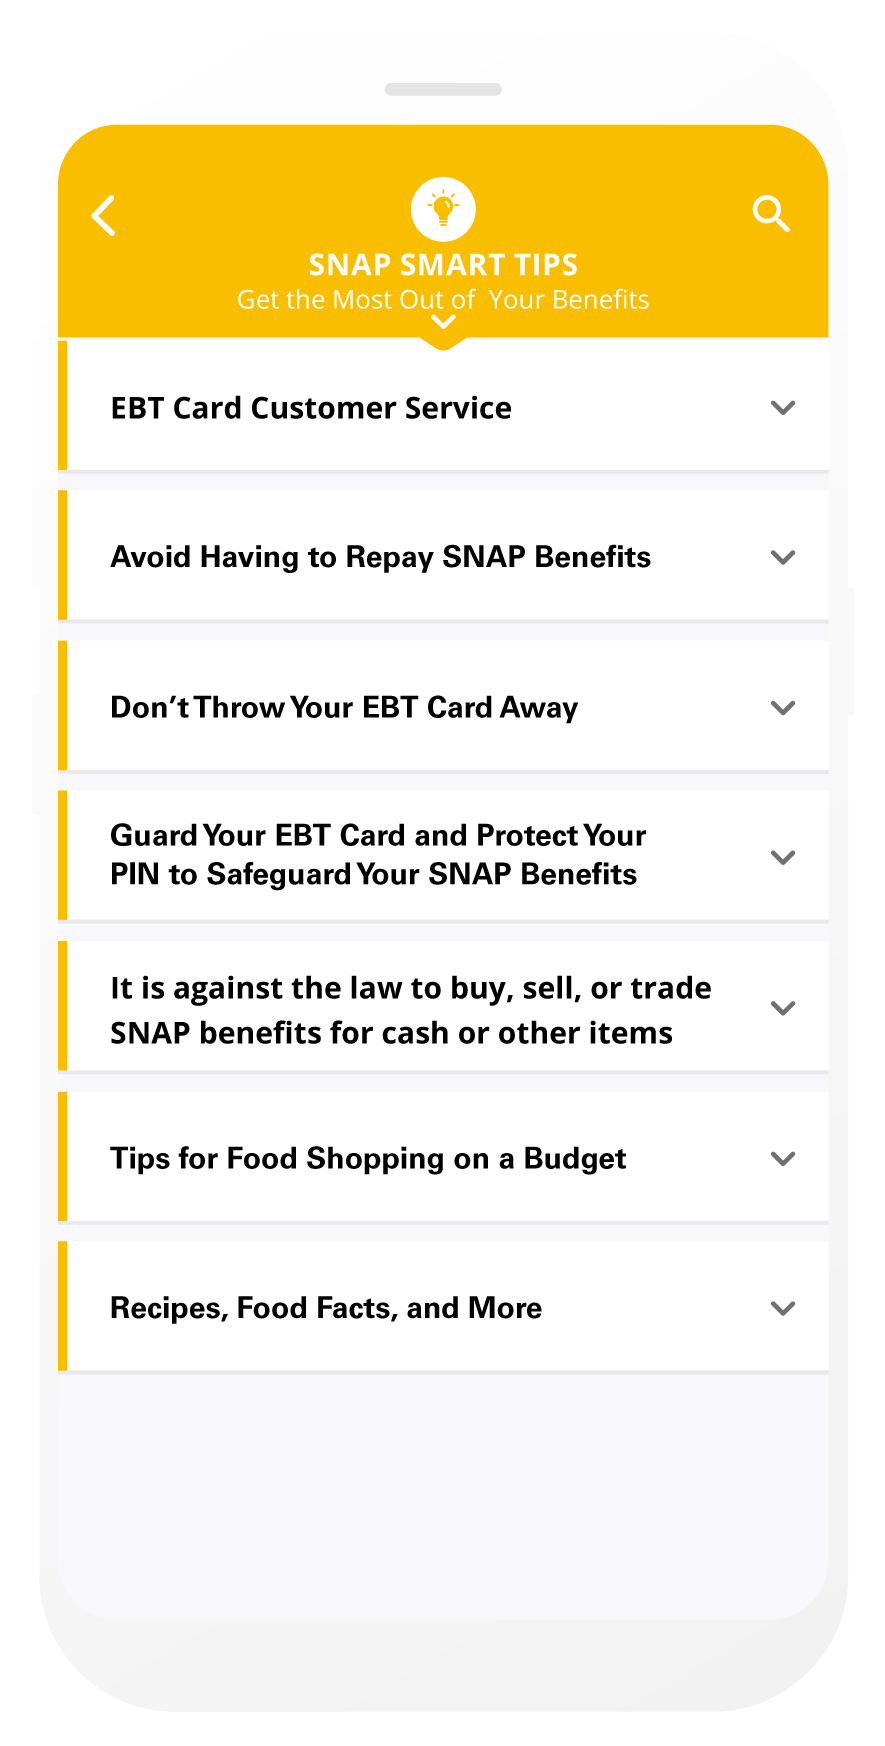 SNAP SMART TIPS
Get the Most Out of Your Benefits
EBT Card Customer Service
Avoid Having to Repay SNAP Benefits
Don’t Throw Your EBT Card Away
Guard Your EBT Card and Protect Your
PIN to Safeguard Your SNAP Benefits
It is against the law to buy, sell, or trade
SNAP benefits for cash or other items
Tips for Food Shopping on a Budget
Recipes, Food Facts, and More